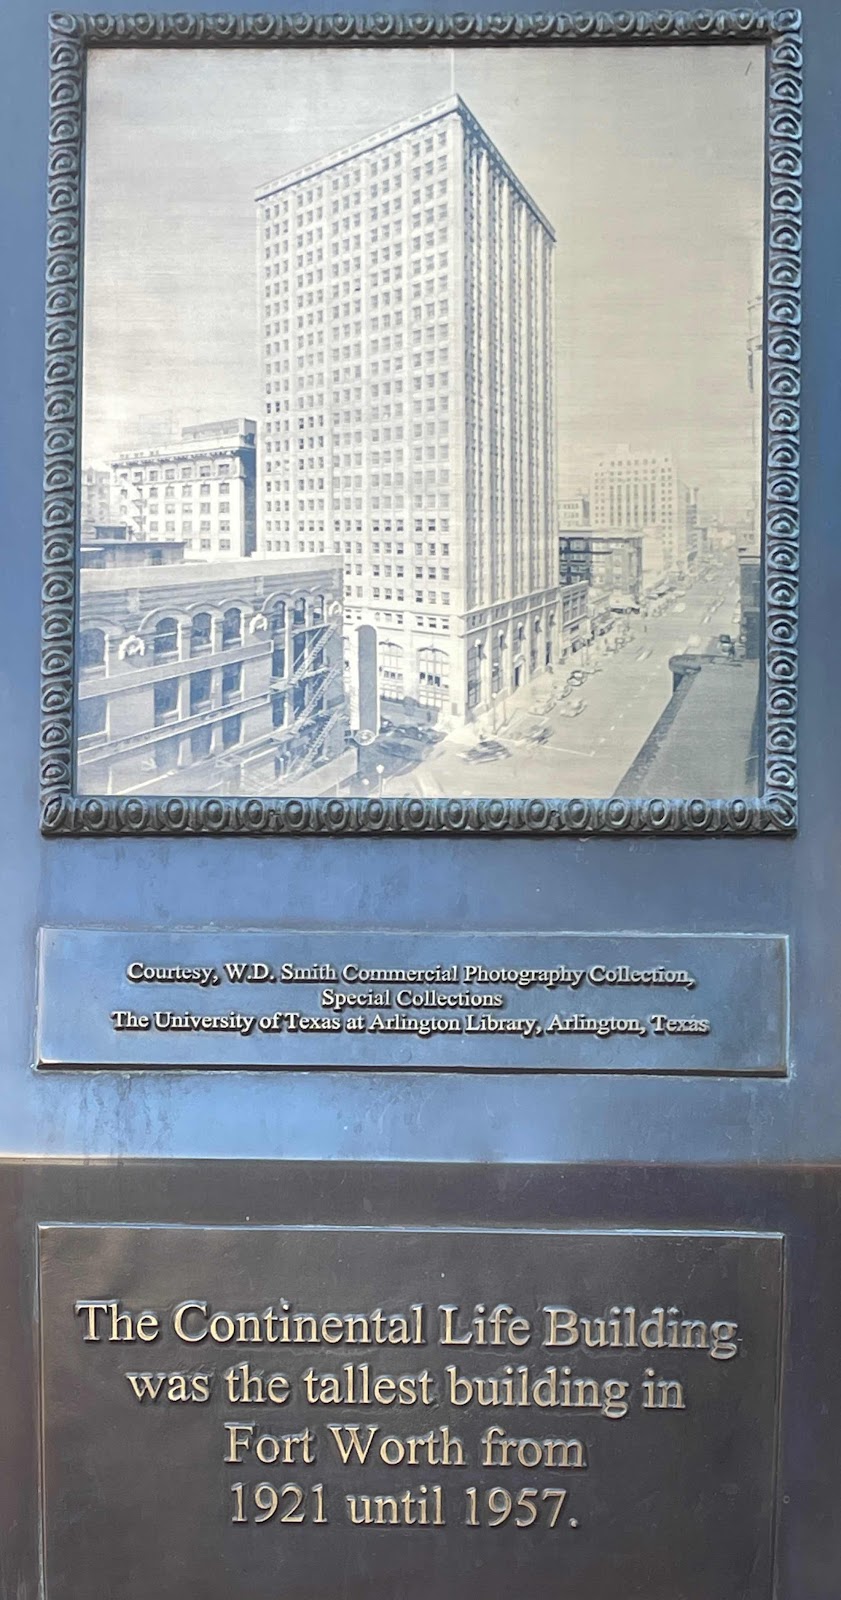 Courtesy, W.D. Smith Commercial Photography Collection,
Special Collections
The University of Texas at Arlington Library, Arlington, Texas
The Continental Life Building
was the tallest building in
Fort Worth from
1921 until 1957.